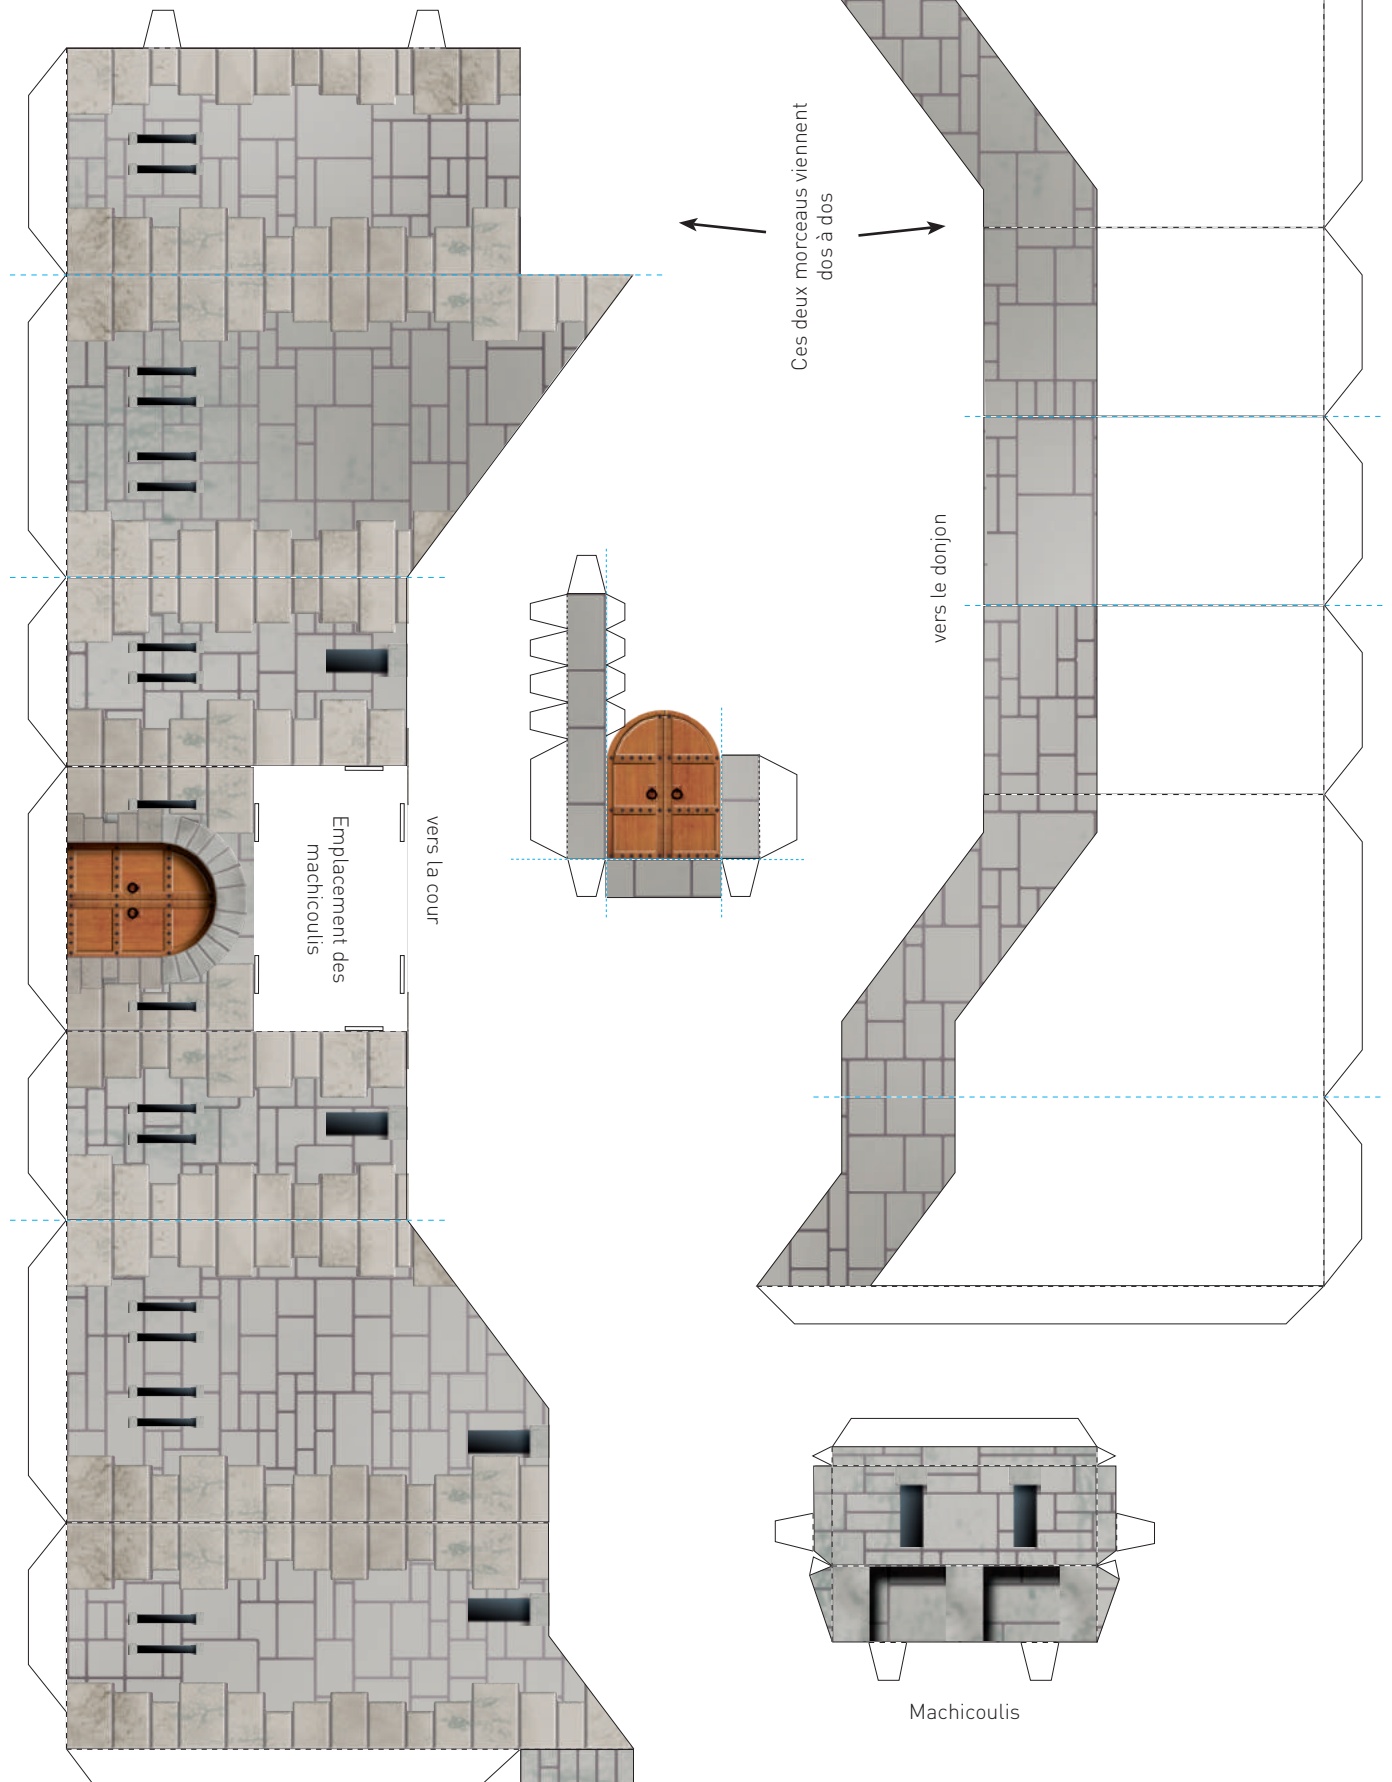 Ces deux morceaus viennent
dos à dos
vers le donjon
vers la cour
Emplacement des
machicoulis
Machicoulis